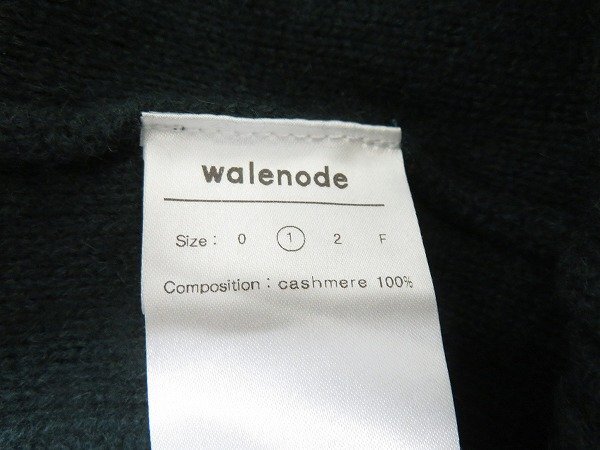 walenode
Size : 0 1 2 F
Composition : cashmere 100%